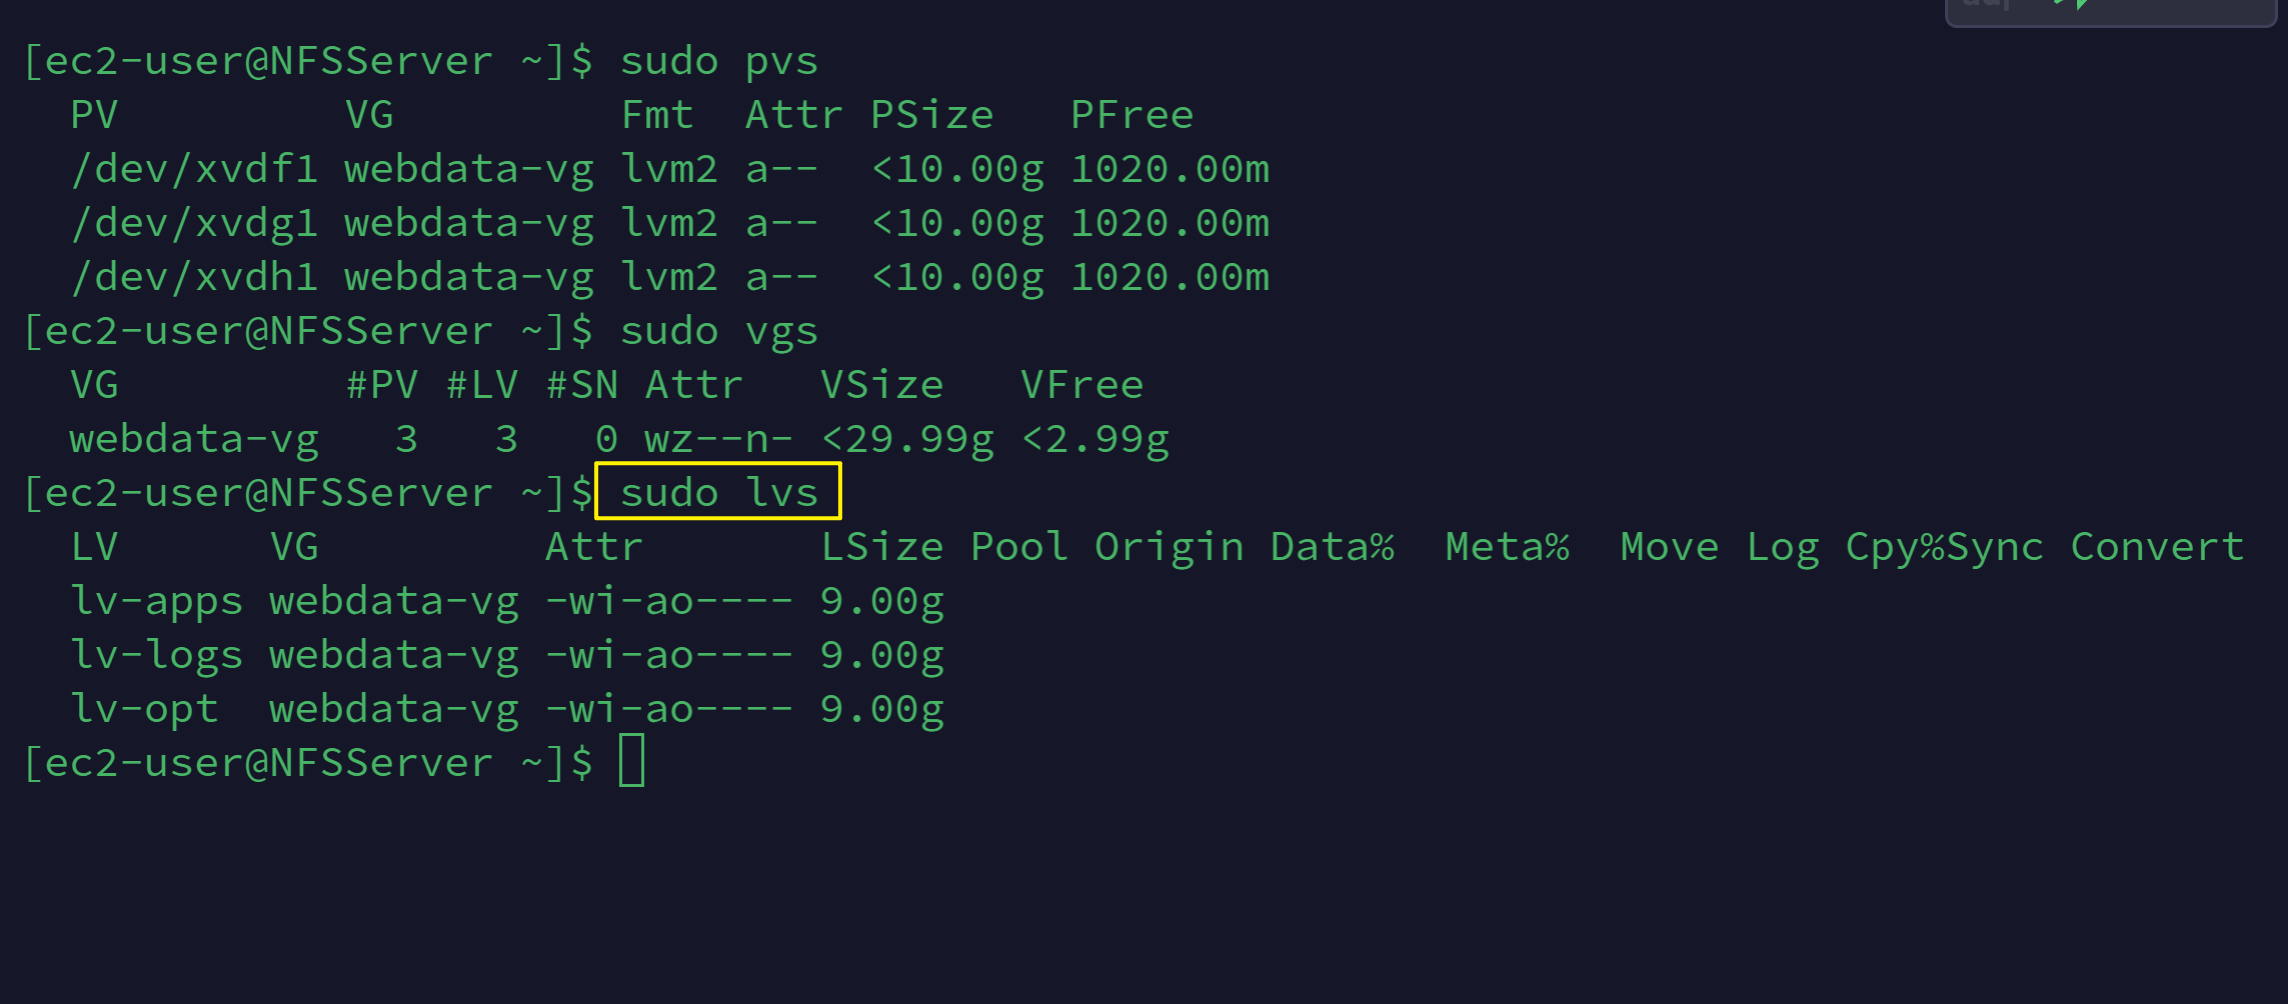 [ec2-user@NFSServer ~]$ sudo pvs
  PV         VG         Fmt  Attr PSize   PFree
  /dev/xvdf1 webdata-vg lvm2 a--  <10.00g 1020.00m
  /dev/xvdg1 webdata-vg lvm2 a--  <10.00g 1020.00m
  /dev/xvdh1 webdata-vg lvm2 a--  <10.00g 1020.00m
[ec2-user@NFSServer ~]$ sudo vgs
  VG         #PV #LV #SN Attr   VSize   VFree
  webdata-vg   3   3   0 wz--n- <29.99g <2.99g
[ec2-user@NFSServer ~]$ sudo lvs
  LV      VG         Attr       LSize Pool Origin Data%  Meta%  Move Log Cpy%Sync Convert
  lv-apps webdata-vg -wi-ao---- 9.00g
  lv-logs webdata-vg -wi-ao---- 9.00g
  lv-opt  webdata-vg -wi-ao---- 9.00g
[ec2-user@NFSServer ~]$